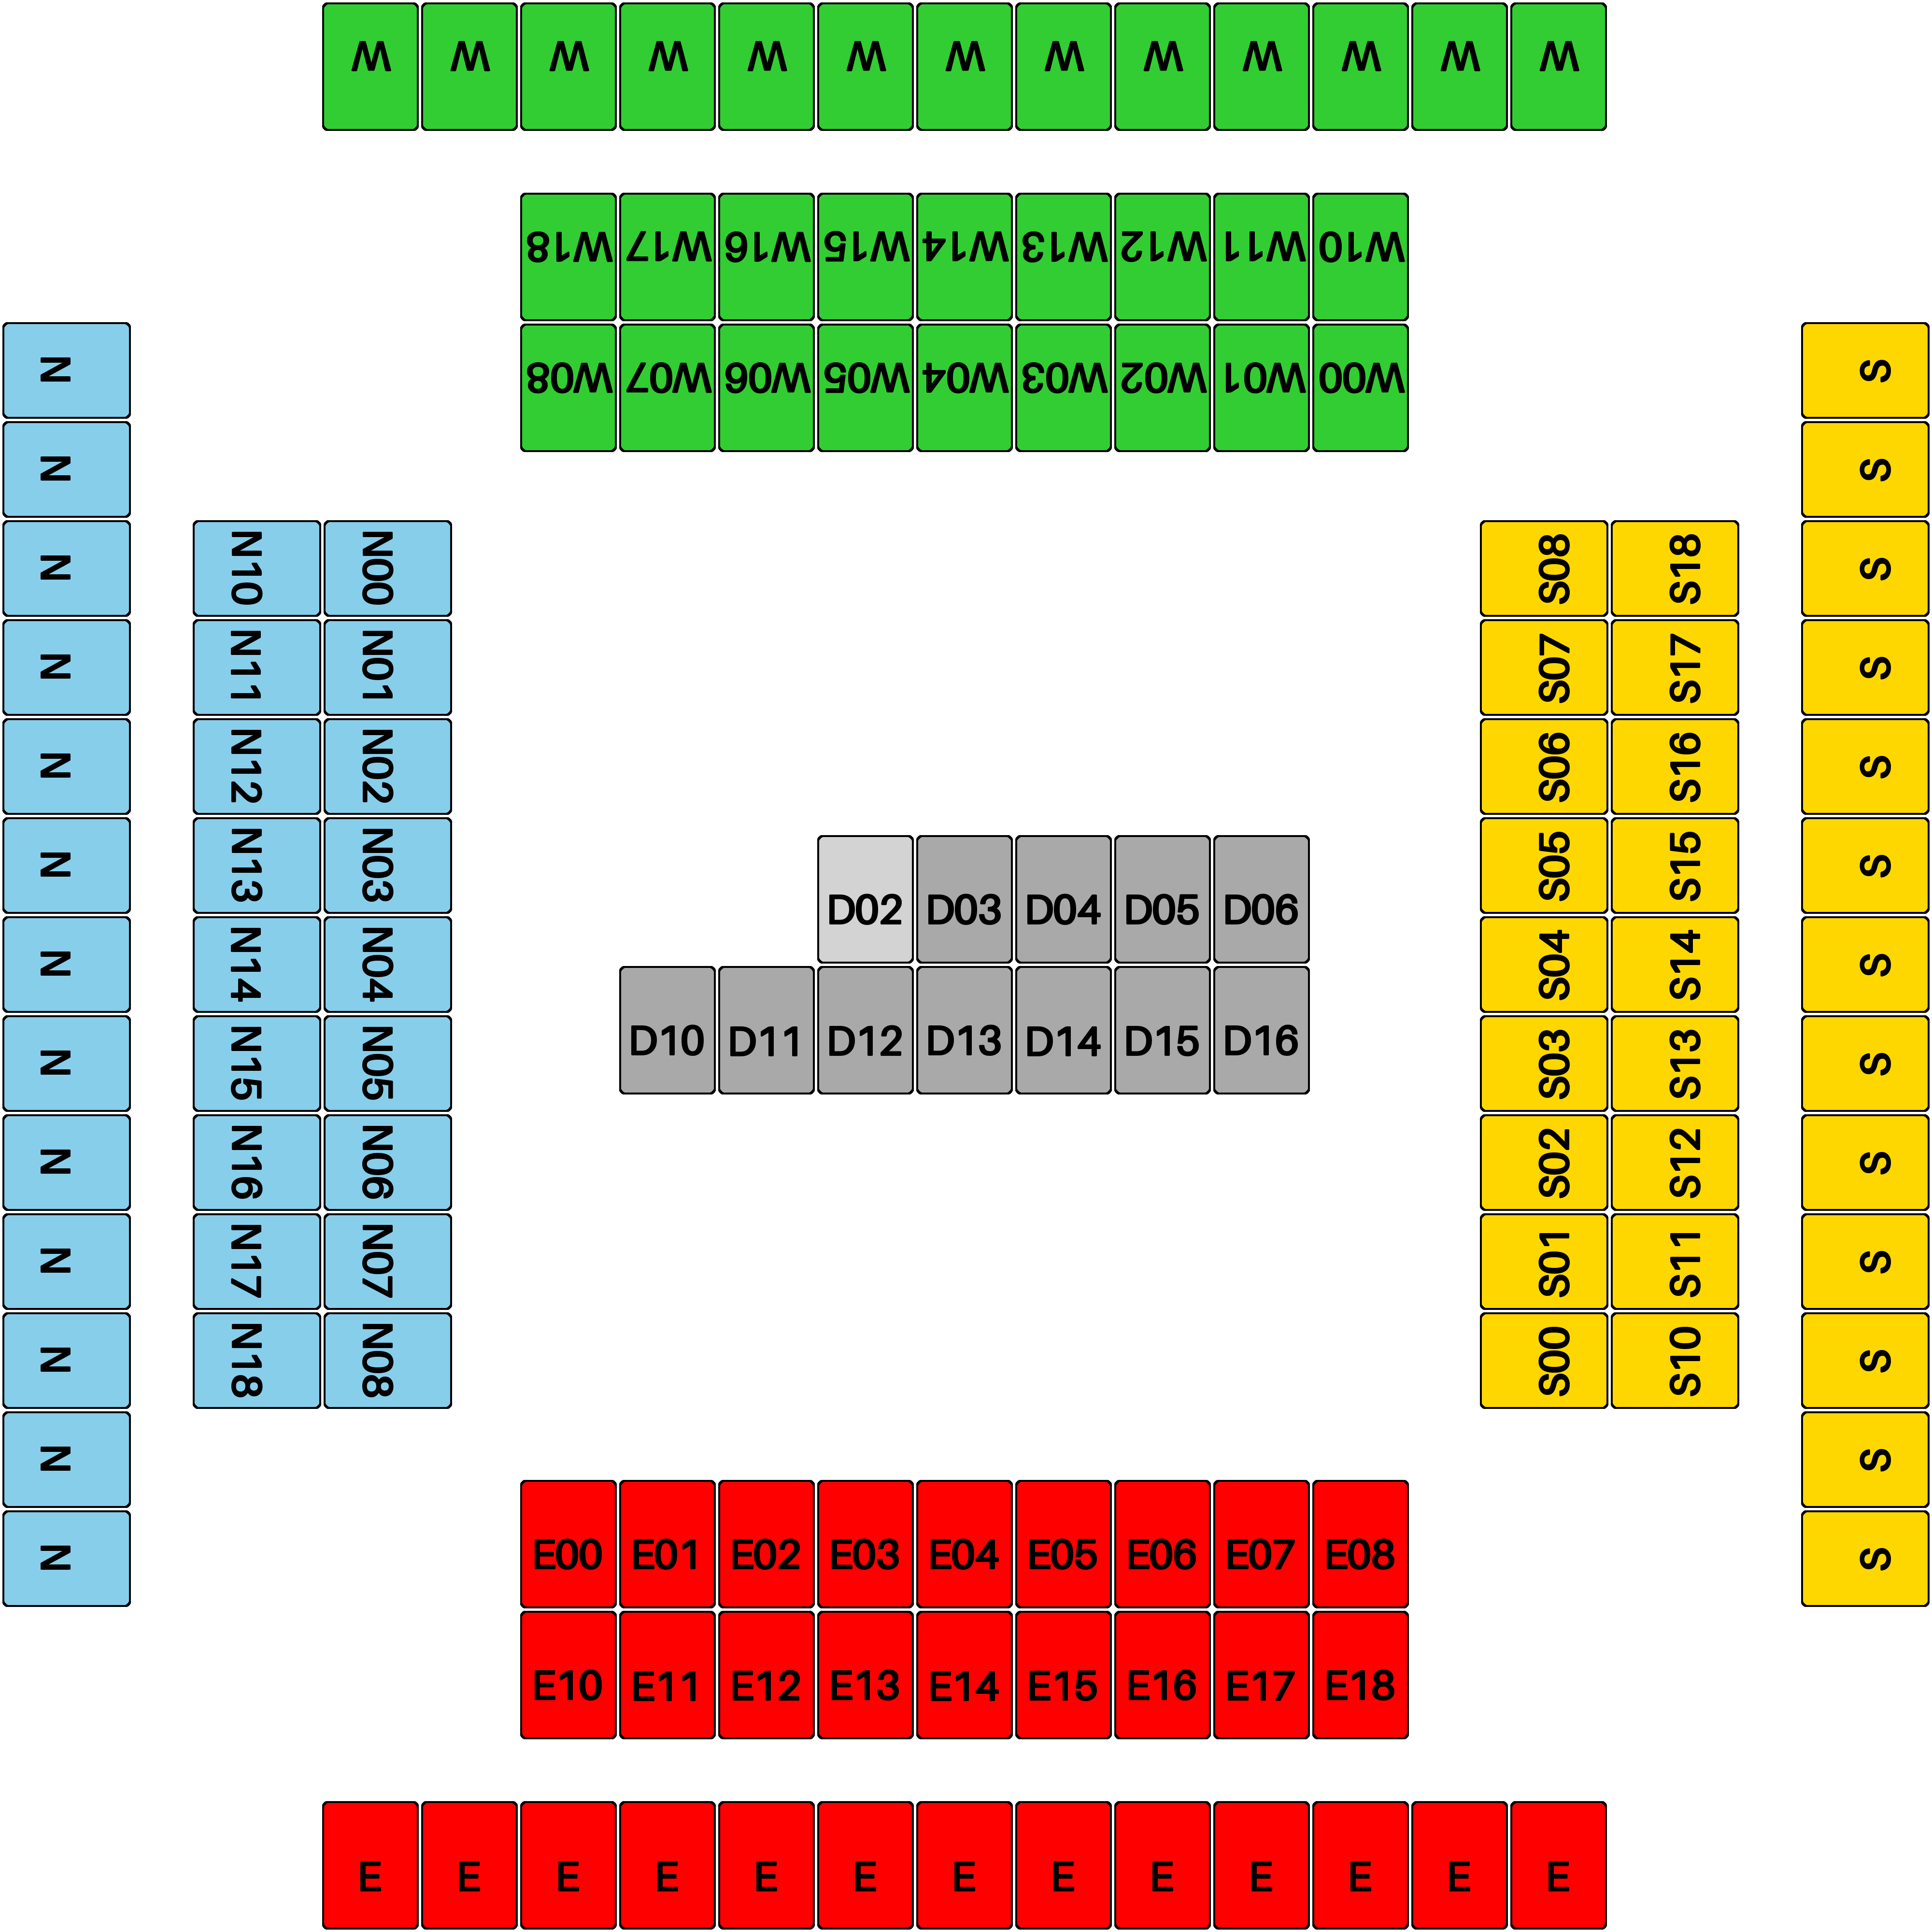 W W W W W W W W W W W W W
W18 W17 W16 W15 W14 W13 W12 W11 W10
W08 W07 W06 W05 W04 W03 W02 W01 W00
N N N N N N N N N N N N N
N10 N11 N12 N13 N14 N15 N16 N17 N18
N00 N01 N02 N03 N04 N05 N06 N07 N08
D02 D03 D04 D05 D06
D10 D11 D12 D13 D14 D15 D16
S08 S07 S06 S05 S04 S03 S02 S01 S00
S18 S17 S16 S15 S14 S13 S12 S11 S10
S S S S S S S S S S S S S
E00 E01 E02 E03 E04 E05 E06 E07 E08
E10 E11 E12 E13 E14 E15 E16 E17 E18
E E E E E E E E E E E E E